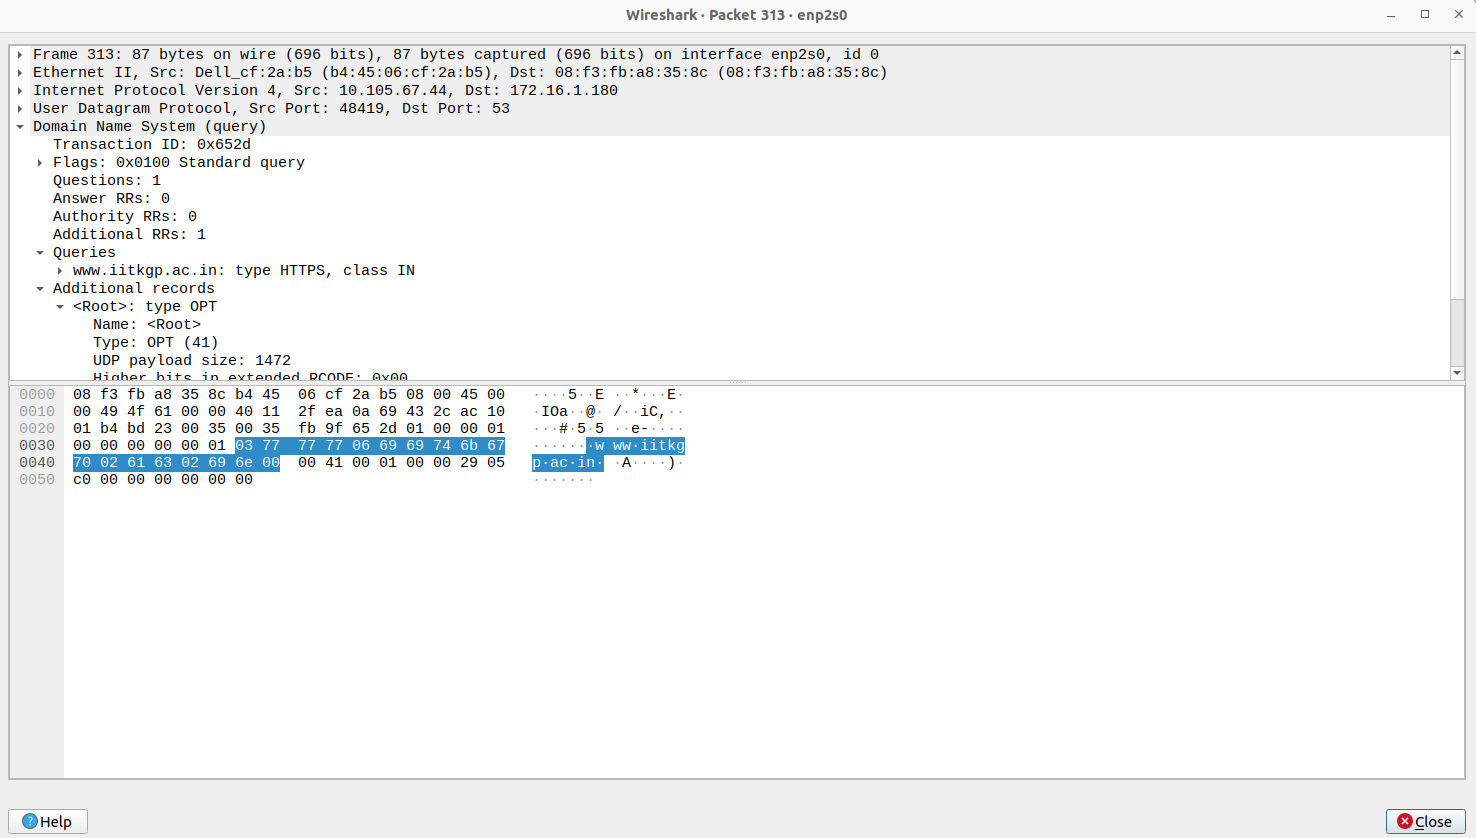 Wireshark · Packet 313 · enp2s0
Frame 313: 87 bytes on wire (696 bits), 87 bytes captured (696 bits) on interface enp2s0, id 0
Ethernet II, Src: Dell_cf:2a:b5 (b4:45:06:cf:2a:b5), Dst: 08:f3:fb:a8:35:8c (08:f3:fb:a8:35:8c)
Internet Protocol Version 4, Src: 10.105.67.44, Dst: 172.16.1.180
User Datagram Protocol, Src Port: 48419, Dst Port: 53
Domain Name System (query)
Transaction ID: 0x652d
Flags: 0x0100 Standard query
Questions: 1
Answer RRs: 0
Authority RRs: 0
Additional RRs: 1
Queries
www.iitkgp.ac.in: type HTTPS, class IN
Additional records
<Root>: type OPT
Name: <Root>
Type: OPT (41)
UDP payload size: 1472
Higher bits in extended RCODE: 0x00
0000 08 f3 fb a8 35 8c b4 45 06 cf 2a b5 08 00 45 00 ····5··E ··*···E·
0010 00 49 4f 61 00 00 40 11 2f ea 0a 69 43 2c ac 10 ·IOa··@· /··iC,··
0020 01 b4 bd 23 00 35 00 35 fb 9f 65 2d 01 00 00 01 ···#·5·5 ··e-····
0030 00 00 00 00 00 01 03 77 77 77 06 69 69 74 6b 67 ·······w ww·iitkg
0040 70 02 61 63 02 69 6e 00 00 41 00 01 00 00 29 05 p·ac·in· ·A····)·
0050 c0 00 00 00 00 00 00 ·······
Help
Close